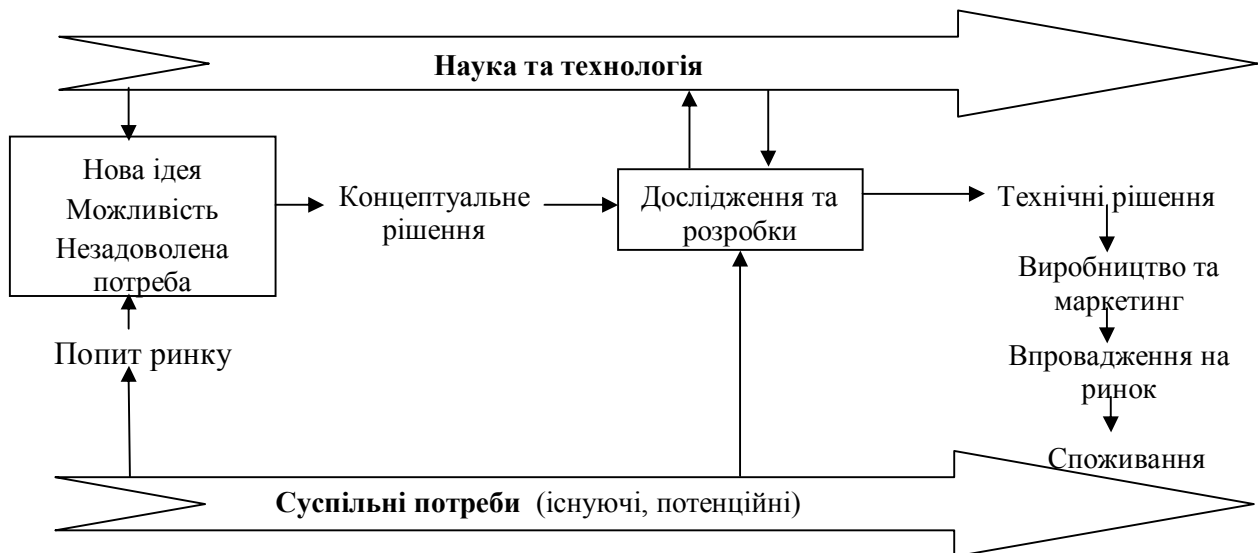 Наука та технологія
Нова ідея
Можливість
Незадоволена
потреба
Концептуальне
рішення
Дослідження та
розробки
Технічні рішення
Виробництво та
маркетинг
Впровадження на
ринок
Споживання
Попит ринку
Суспільні потреби (існуючі, потенційні)